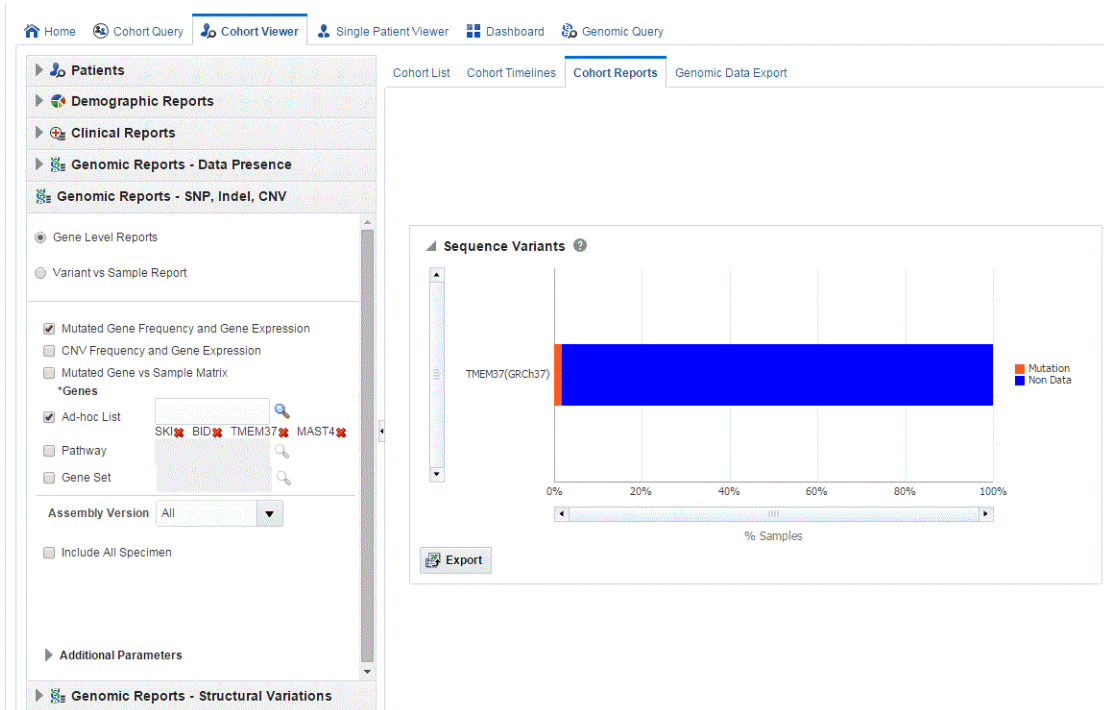 Home Cohort Query Cohort Viewer Single Patient Viewer Dashboard Genomic Query
Patients
Demographic Reports
Clinical Reports
Genomic Reports - Data Presence
Genomic Reports - SNP, Indel, CNV
Gene Level Reports
Variant vs Sample Report
Mutated Gene Frequency and Gene Expression
CNV Frequency and Gene Expression
Mutated Gene vs Sample Matrix
*Genes
Ad-hoc List
SKI BID TMEM37 MAST4
Pathway
Gene Set
Assembly Version All
Include All Specimen
Additional Parameters
Genomic Reports - Structural Variations
Cohort List Cohort Timelines Cohort Reports Genomic Data Export
Sequence Variants ?
TMEM37(GRCh37)
Mutation
Non Data
0% 20% 40% 60% 80% 100%
% Samples
Export